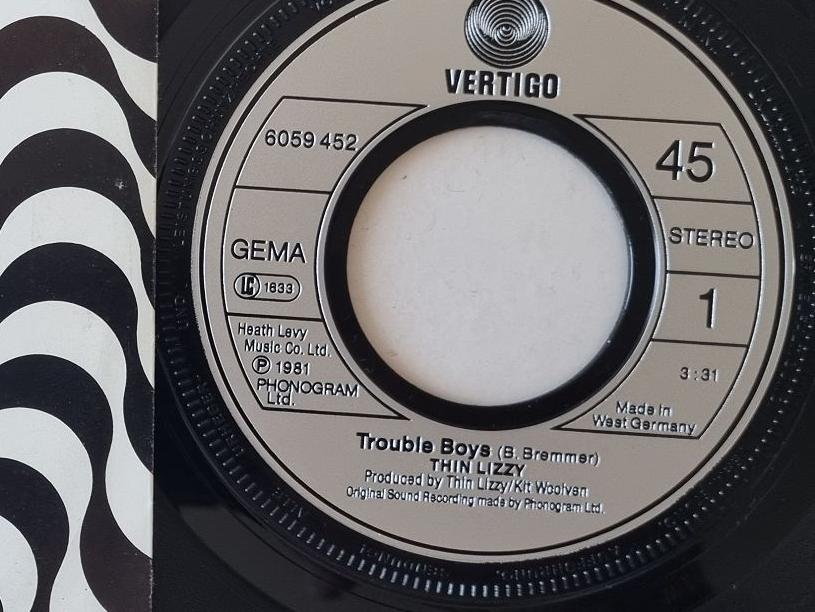 VERTIGO
6059 452
GEMA
LC 1633
Heath Levy
Music Co. Ltd.
℗ 1981
PHONOGRAM
Ltd.
45
STEREO
1
3:31
Made in
West Germany
Trouble Boys (B. Bremmer)
THIN LIZZY
Produced by Thin Lizzy/Kit Woolven
Original Sound Recording made by Phonogram Ltd.